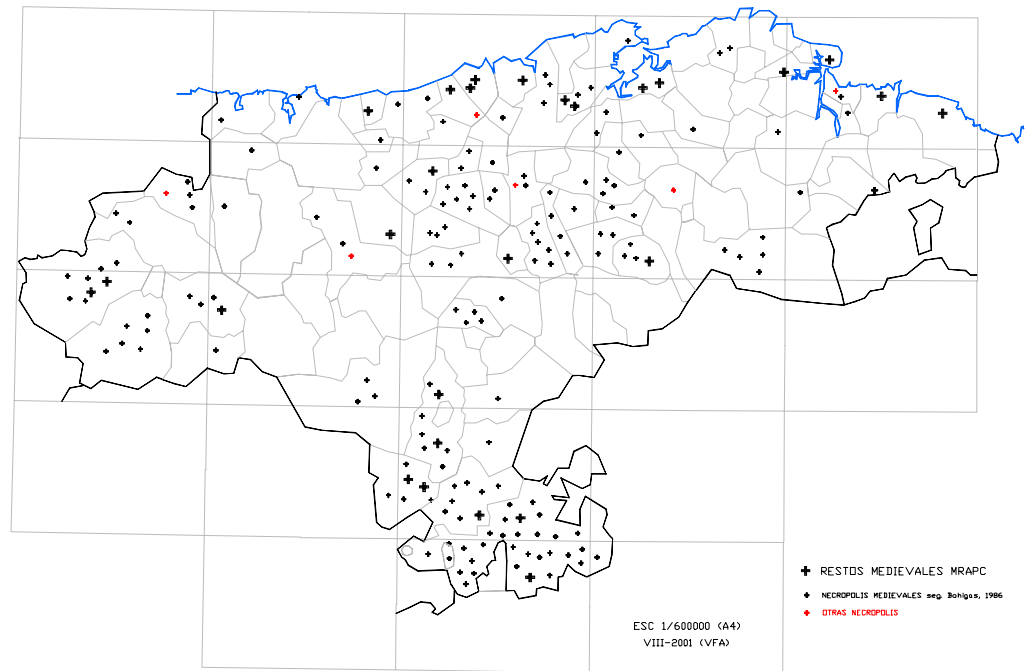 RESTOS MEDIEVALES MRAPC
NECROPOLIS MEDIEVALES seg. Bohigas, 1986
OTRAS NECROPOLIS
ESC 1/600000 (A4)
VIII-2001 (VFA)